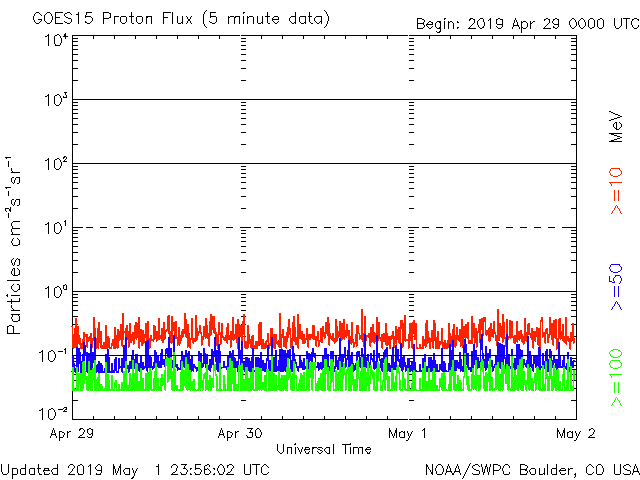 GOES15 Proton Flux (5 minute data)
Begin: 2019 Apr 29 0000 UTC
10⁴
10³
10²
10¹
10⁰
10⁻¹
10⁻²
Particles cm⁻²s⁻¹sr⁻¹
Apr 29
Apr 30
May 1
May 2
Universal Time
MeV
>=10
>=50
>=100
Updated 2019 May 1 23:56:02 UTC
NOAA/SWPC Boulder, CO USA